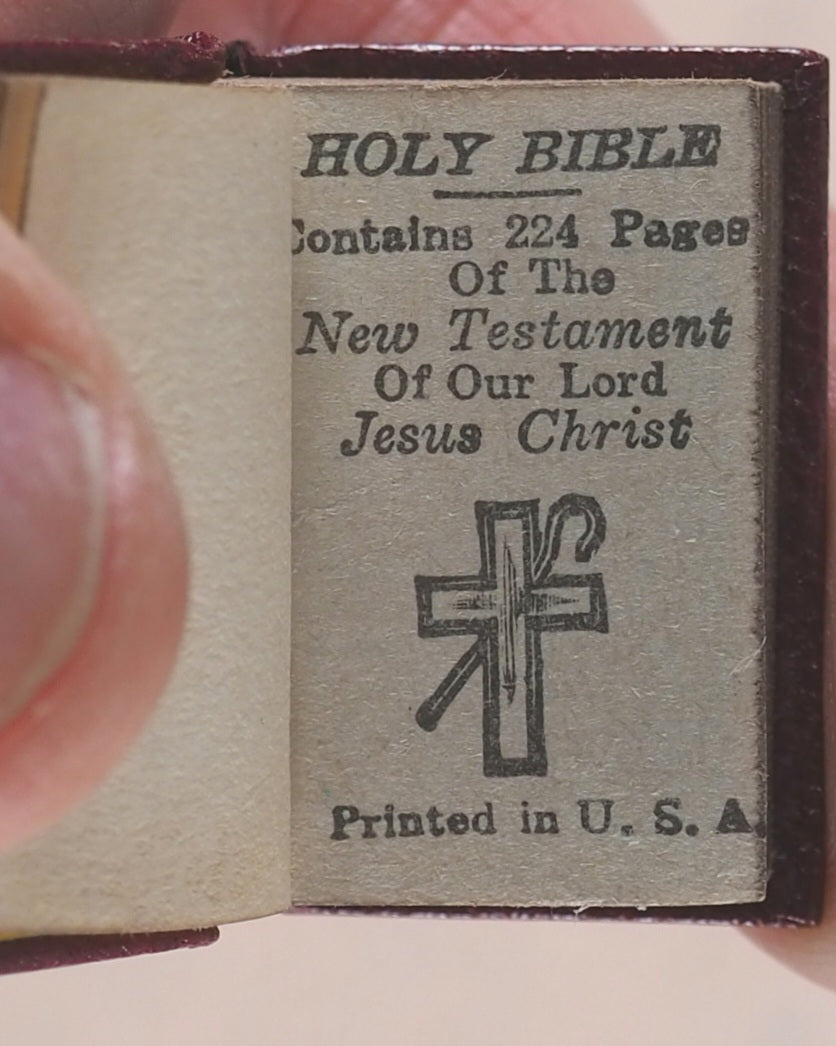 HOLY BIBLE
Contains 224 Pages
Of The
New Testament
Of Our Lord
Jesus Christ
Printed in U. S. A.